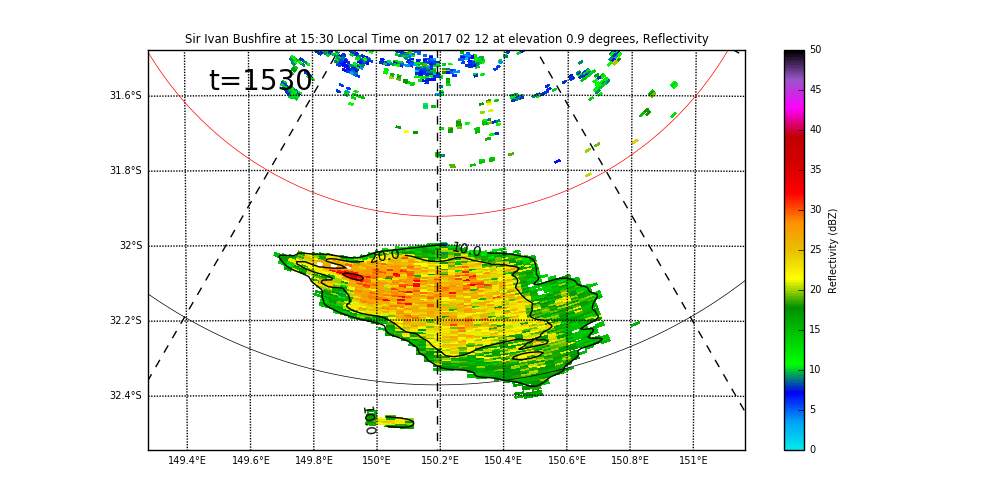 Sir Ivan Bushfire at 15:30 Local Time on 2017 02 12 at elevation 0.9 degrees, Reflectivity
t=1530
31.6°S
31.8°S
32°S
32.2°S
32.4°S
20.0
10.0
10.0
149.4°E 149.6°E 149.8°E 150°E 150.2°E 150.4°E 150.6°E 150.8°E 151°E
50
45
40
35
30
25
20
15
10
5
0
Reflectivity (dBZ)